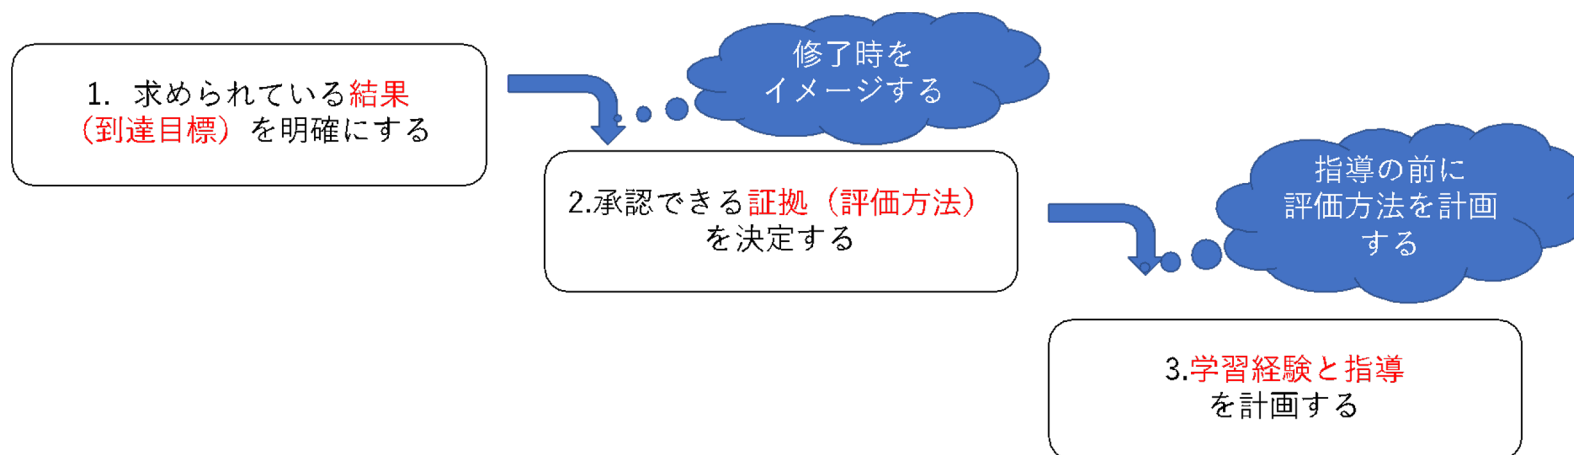 1. 求められている結果
（到達目標）を明確にする
修了時を
イメージする
2.承認できる証拠（評価方法）
を決定する
指導の前に
評価方法を計画
する
3.学習経験と指導
を計画する